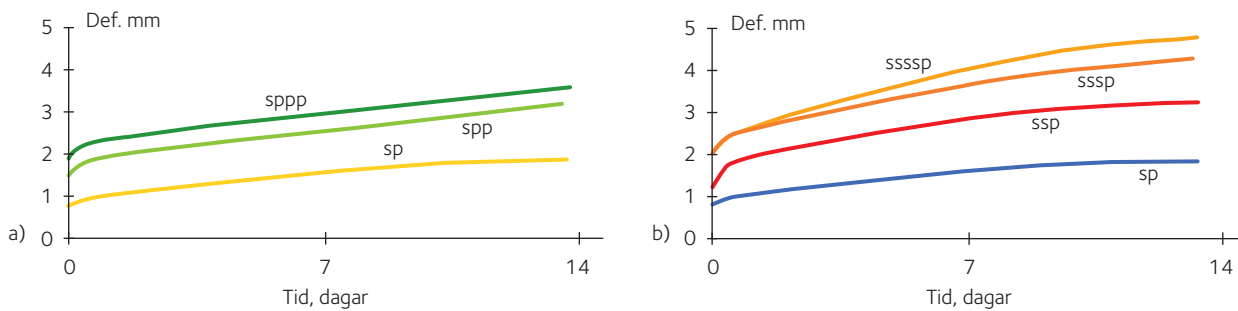 Def. mm
5
4
3
2
1
0
sppp
spp
sp
a)
0 7 14
Tid, dagar
Def. mm
5
4
3
2
1
0
ssssp
sssp
ssp
sp
b)
0 7 14
Tid, dagar